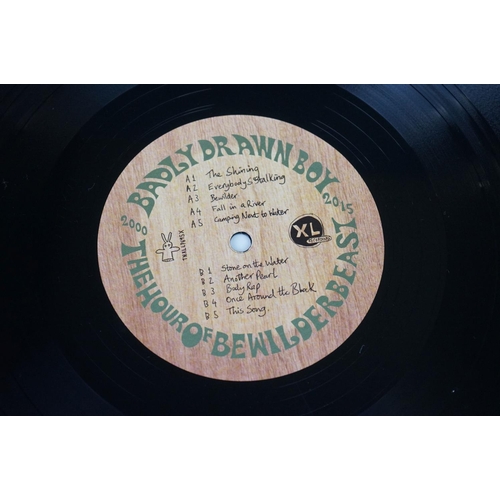 BADLY DRAWN BOY
2000
2015
A1 The Shining
A2 Everybody's Stalking
A3 Bewilder
A4 Fall in a River
A5 Camping Next to Water
XL
RECORDINGS
B1 Stone on the Water
B2 Another Pearl
B3 Body Rap
B4 Once Around the Block
B5 This Song
THE HOUR OF BEWILDERBEAST